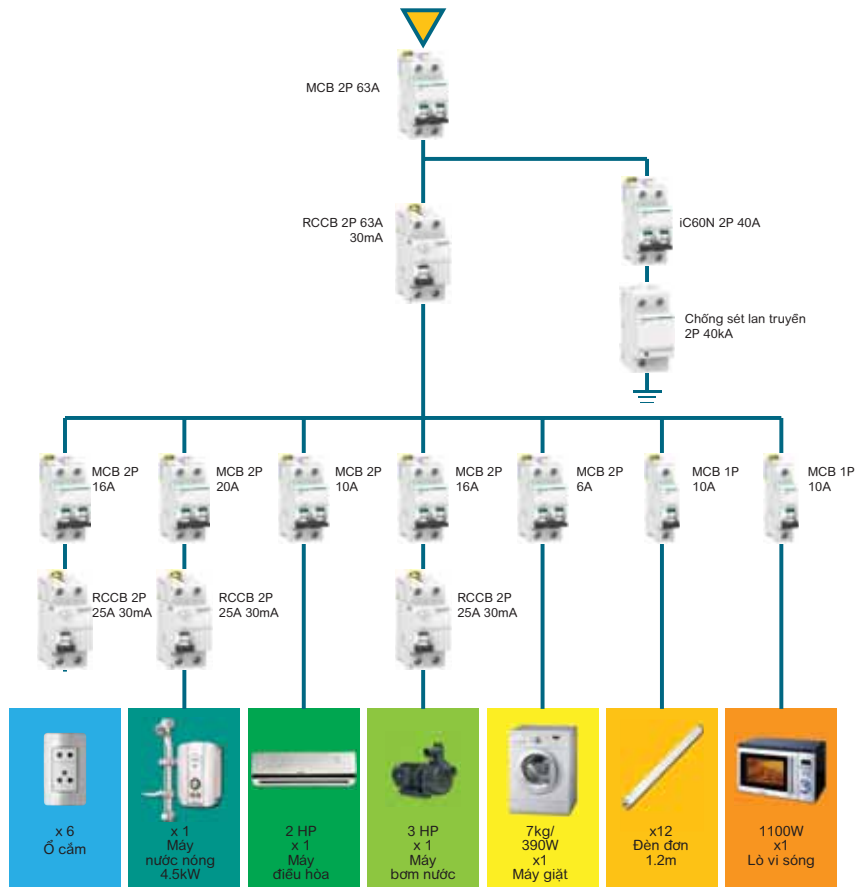 MCB 2P 63A
RCCB 2P 63A
30mA
iC60N 2P 40A
Chống sét lan truyến
2P 40kA
MCB 2P
16A
MCB 2P
20A
MCB 2P
10A
MCB 2P
16A
MCB 2P
6A
MCB 1P
10A
MCB 1P
10A
RCCB 2P
25A 30mA
RCCB 2P
25A 30mA
RCCB 2P
25A 30mA
x 6
Ổ cắm
x 1
Máy
nước nóng
4.5kW
2 HP
x 1
Máy
điều hòa
3 HP
x 1
Máy
bơm nước
7kg/
390W
x1
Máy giặt
x12
Đèn đơn
1.2m
1100W
x1
Lò vi sóng